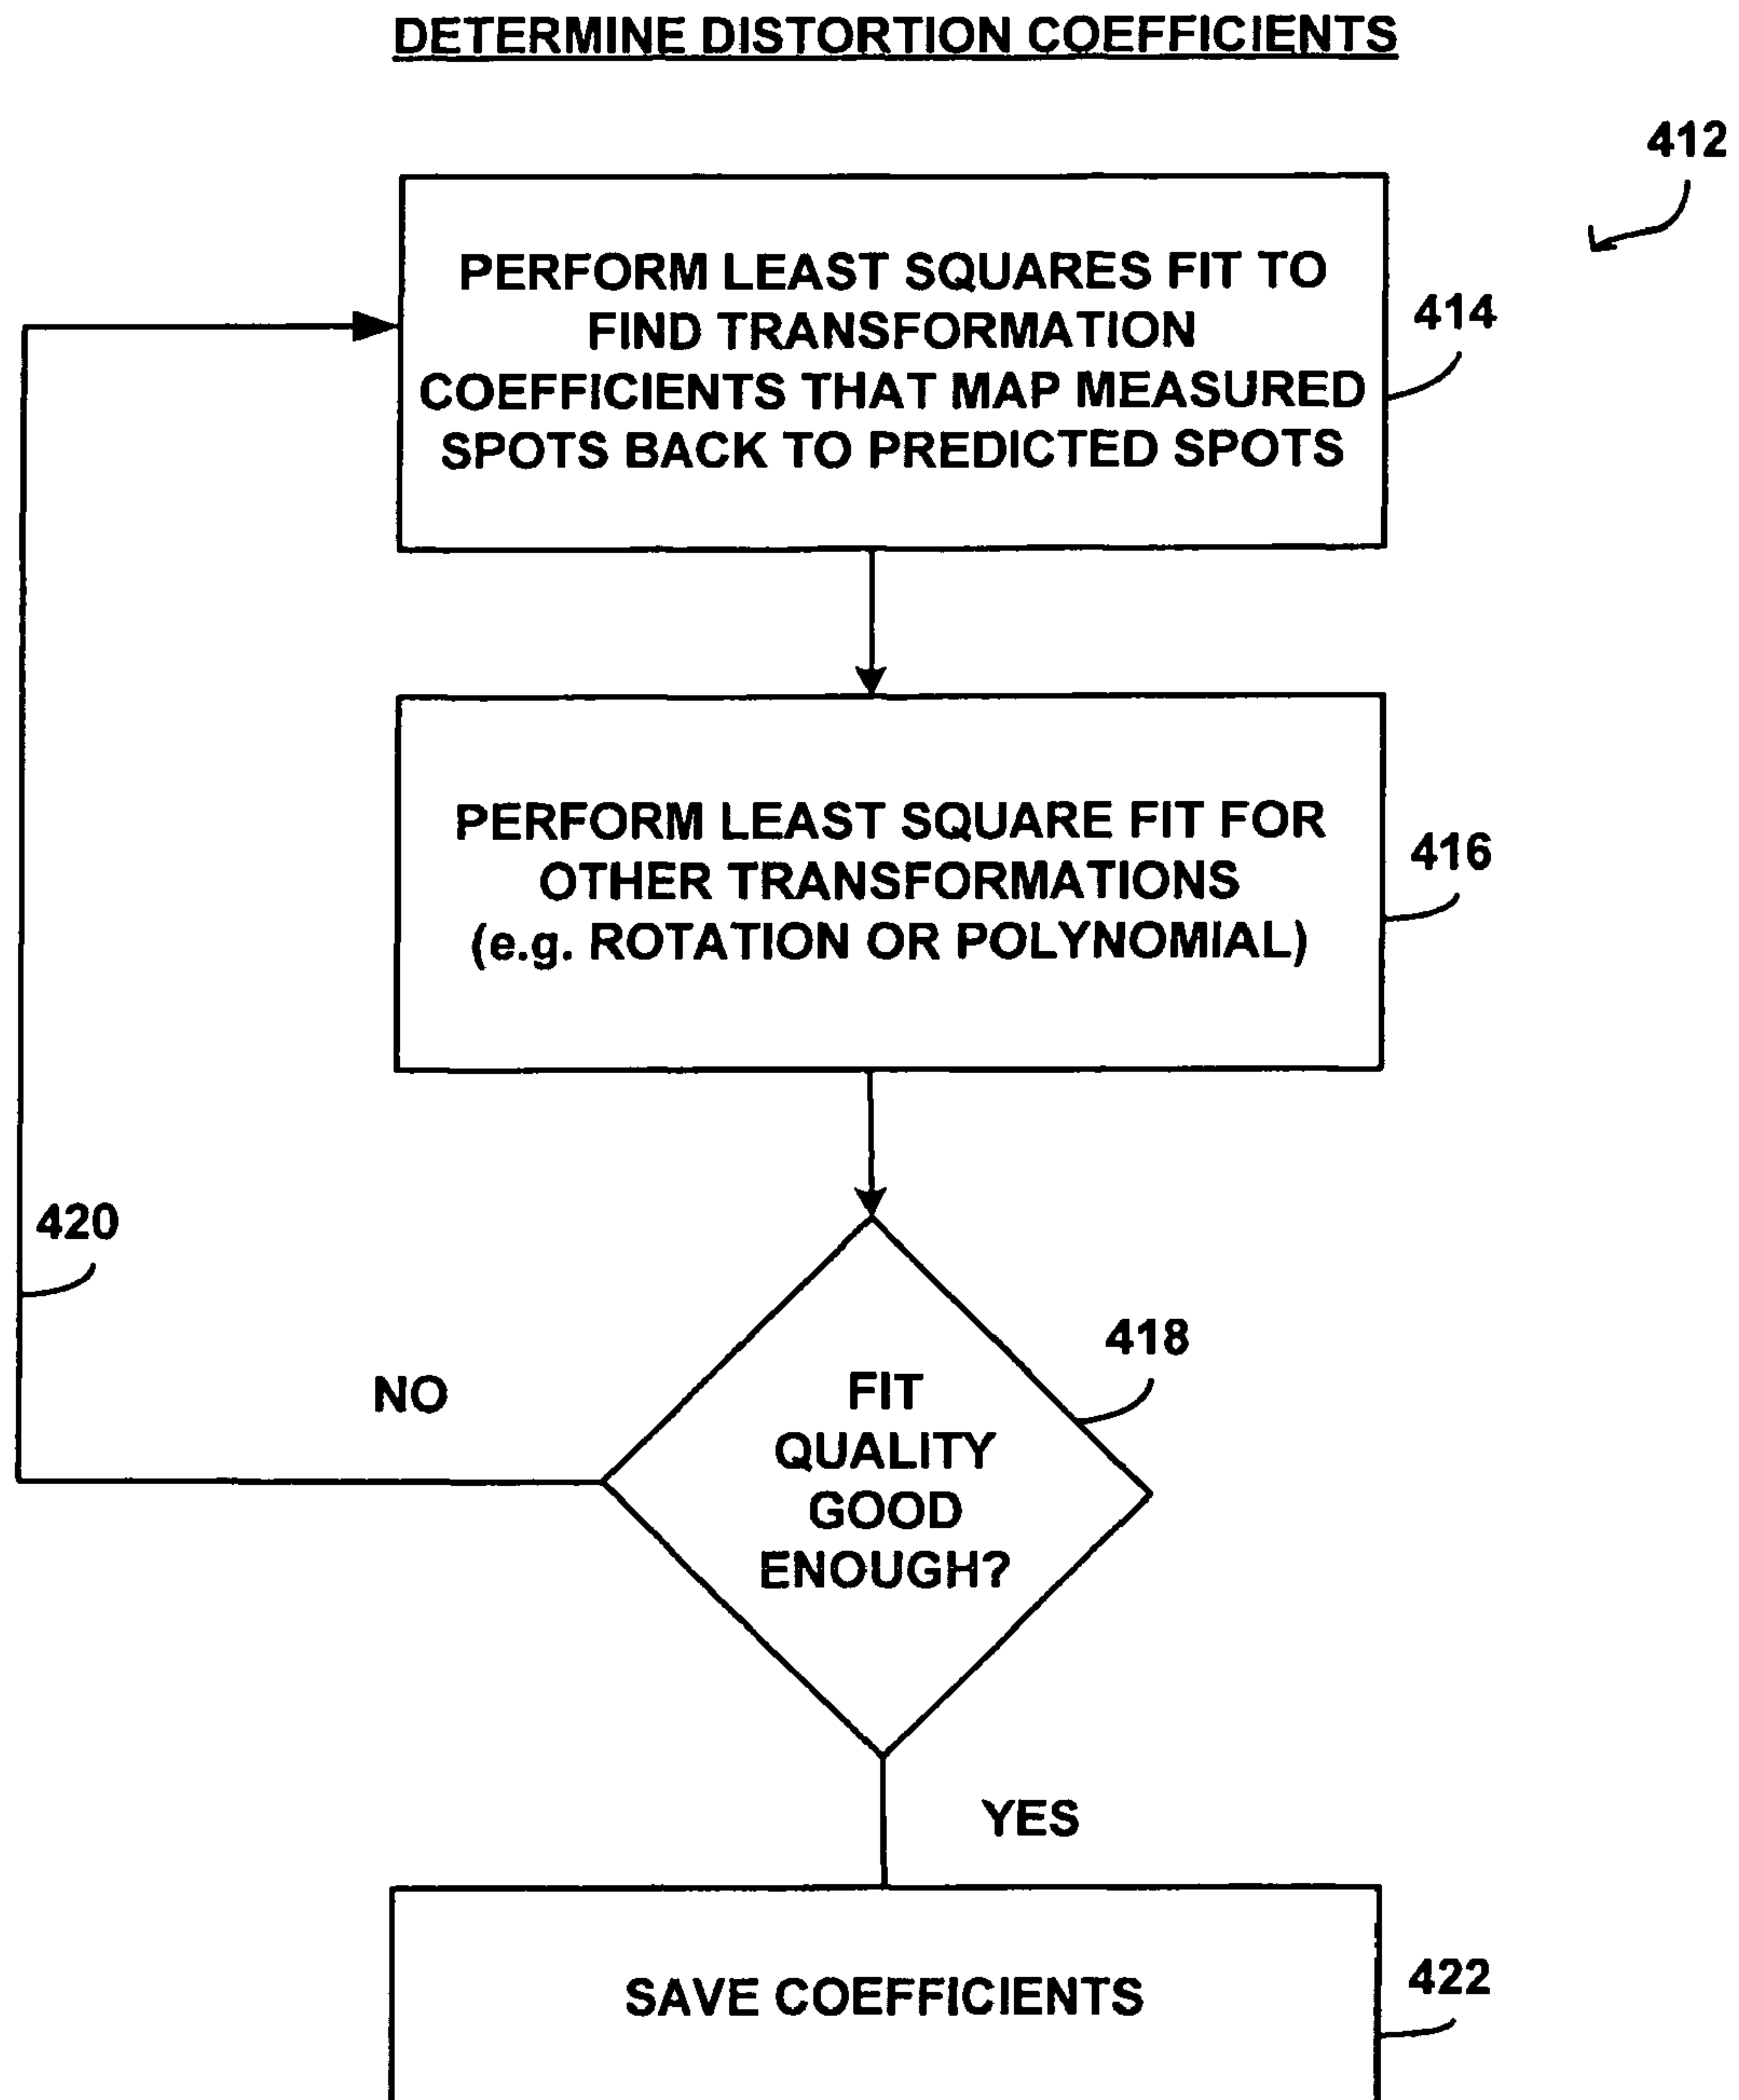 DETERMINE DISTORTION COEFFICIENTS
412
PERFORM LEAST SQUARES FIT TO
FIND TRANSFORMATION
COEFFICIENTS THAT MAP MEASURED
SPOTS BACK TO PREDICTED SPOTS
414
PERFORM LEAST SQUARE FIT FOR
OTHER TRANSFORMATIONS
(e.g. ROTATION OR POLYNOMIAL)
416
420
418
NO
FIT
QUALITY
GOOD
ENOUGH?
YES
SAVE COEFFICIENTS
422